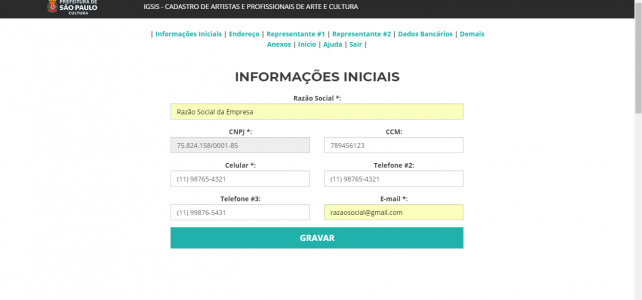 PREFEITURA DE
SÃO PAULO
CULTURA
IGSIS - CADASTRO DE ARTISTAS E PROFISSIONAIS DE ARTE E CULTURA
| Informações Iniciais | Endereço | Representante #1 | Representante #2 | Dados Bancários | Demais
Anexos | Início | Ajuda | Sair |
INFORMAÇÕES INICIAIS
Razão Social *:
Razão Social da Empresa
CNPJ *: CCM:
75.824.158/0001-85 789456123
Celular *: Telefone #2:
(11) 98765-4321 (11) 98765-4321
Telefone #3: E-mail *:
(11) 99876-5431 razaosocial@gmail.com
GRAVAR